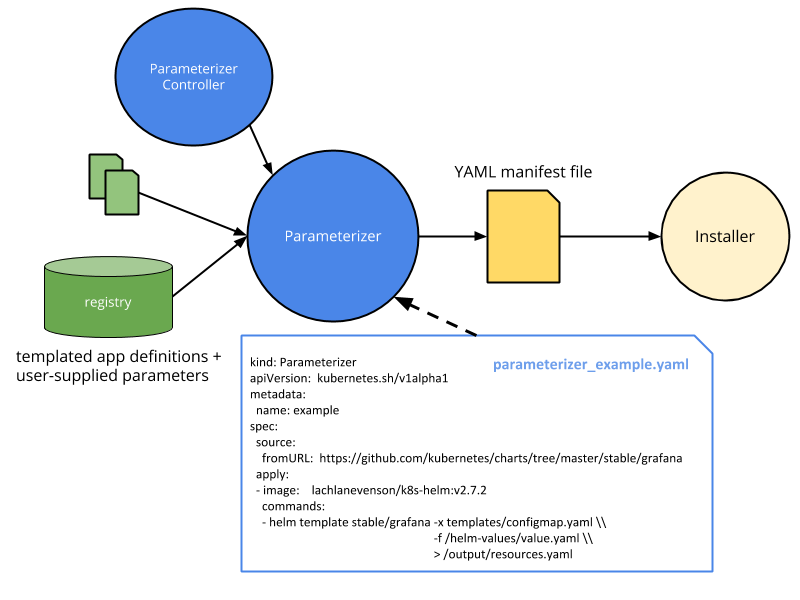 Parameterizer
Controller
YAML manifest file
Parameterizer
Installer
registry
templated app definitions +
user-supplied parameters
parameterizer_example.yaml
kind: Parameterizer
apiVersion:  kubernetes.sh/v1alpha1
metadata:
  name: example
spec:
  source:
    fromURL:  https://github.com/kubernetes/charts/tree/master/stable/grafana
  apply:
  - image:    lachlanevenson/k8s-helm:v2.7.2
    commands:
    - helm template stable/grafana -x templates/configmap.yaml \\
                                   -f /helm-values/value.yaml \\
                                   > /output/resources.yaml